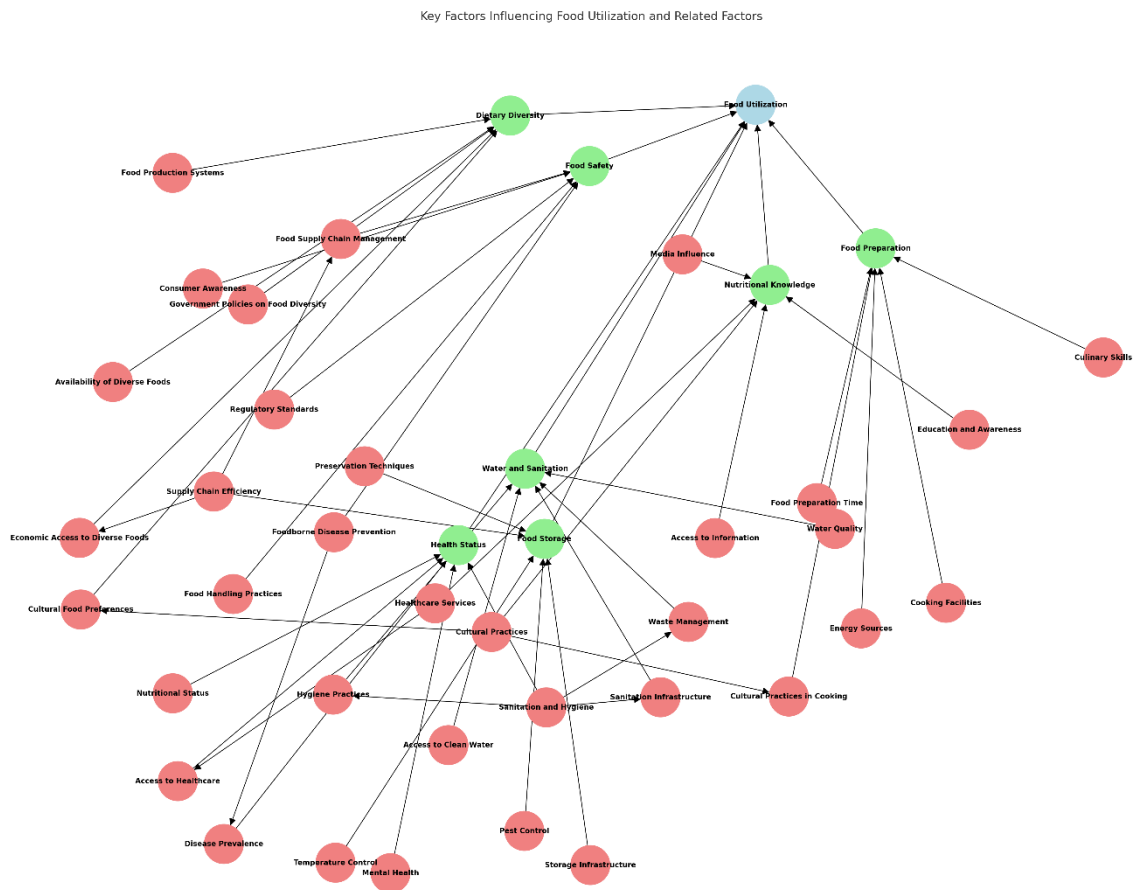 Key Factors Influencing Food Utilization and Related Factors
Food Utilization
Dietary Diversity
Food Safety
Food Production Systems
Food Supply Chain Management
Food Preparation
Media Influence
Nutritional Knowledge
Consumer Awareness
Government Policies on Food Diversity
Culinary Skills
Availability of Diverse Foods
Regulatory Standards
Education and Awareness
Preservation Techniques
Water and Sanitation
Supply Chain Efficiency
Food Preparation Time
Water Quality
Foodborne Disease Prevention
Economic Access to Diverse Foods
Access to Information
Food Storage
Health Status
Food Handling Practices
Healthcare Services
Cooking Facilities
Cultural Food Preferences
Waste Management
Energy Sources
Cultural Practices
Nutritional Status
Hygiene Practices
Sanitation Infrastructure
Cultural Practices in Cooking
Sanitation and Hygiene
Access to Clean Water
Access to Healthcare
Pest Control
Disease Prevalence
Temperature Control
Storage Infrastructure
Mental Health